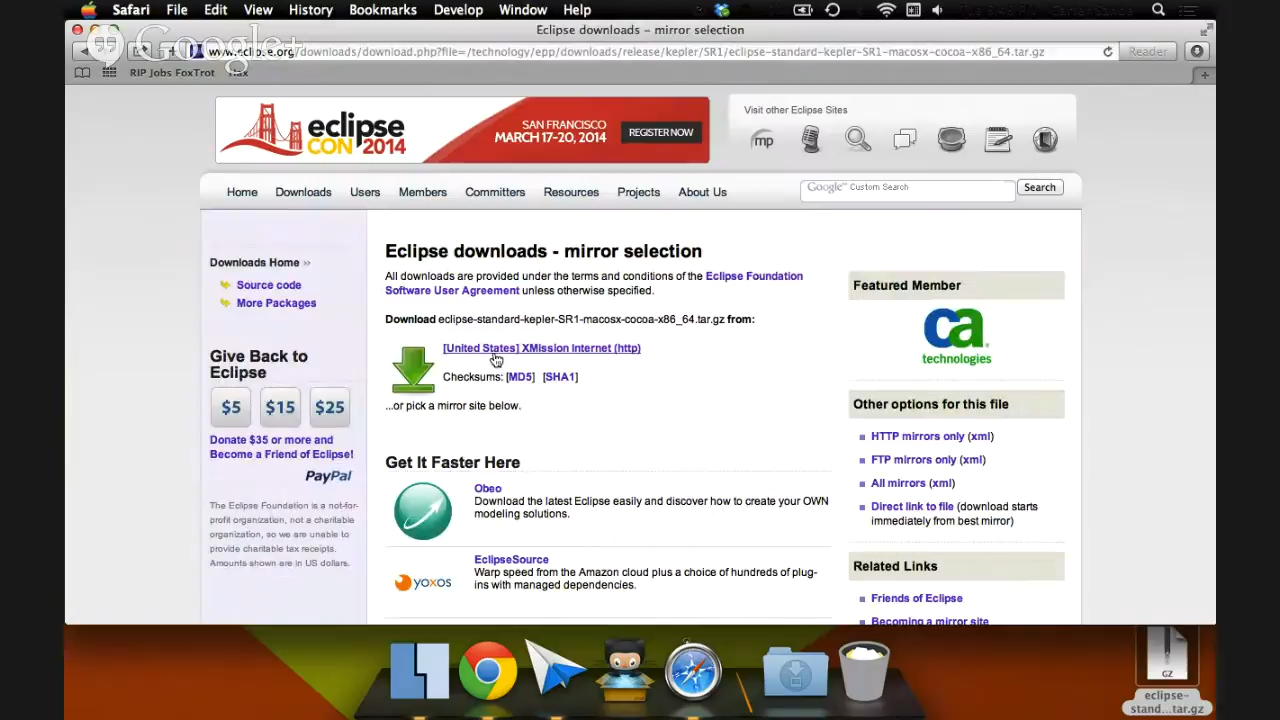 Safari File Edit View History Bookmarks Develop Window Help
Eclipse downloads – mirror selection
Google+
www.eclipse.org/downloads/download.php?file=/technology/epp/downloads/release/kepler/SR1/eclipse-standard-kepler-SR1-macosx-cocoa-x86_64.tar.gz
Reader
RIP Jobs FoxTrot
eclipse
CON 2014
SAN FRANCISCO
MARCH 17-20, 2014
REGISTER NOW
Visit other Eclipse Sites
mp
Home Downloads Users Members Committers Resources Projects About Us
Google™ Custom Search
Search
Downloads Home »
Source code
More Packages
Give Back to
Eclipse
$5 $15 $25
Donate $35 or more and
Become a Friend of Eclipse!
PayPal
The Eclipse Foundation is a not-for-
profit organization, not a charitable
organization, so we are unable to
provide charitable tax receipts.
Amounts shown are in US dollars.
Eclipse downloads - mirror selection
All downloads are provided under the terms and conditions of the Eclipse Foundation
Software User Agreement unless otherwise specified.
Download eclipse-standard-kepler-SR1-macosx-cocoa-x86_64.tar.gz from:
[United States] XMission Internet (http)
Checksums: [MD5] [SHA1]
...or pick a mirror site below.
Get It Faster Here
Obeo
Download the latest Eclipse easily and discover how to create your OWN
modeling solutions.
EclipseSource
YOXOS
Warp speed from the Amazon cloud plus a choice of hundreds of plug-
ins with managed dependencies.
Featured Member
ca
technologies
Other options for this file
HTTP mirrors only (xml)
FTP mirrors only (xml)
All mirrors (xml)
Direct link to file (download starts
immediately from best mirror)
Related Links
Friends of Eclipse
Becoming a mirror site
GZ
eclipse-
stand...tar.gz